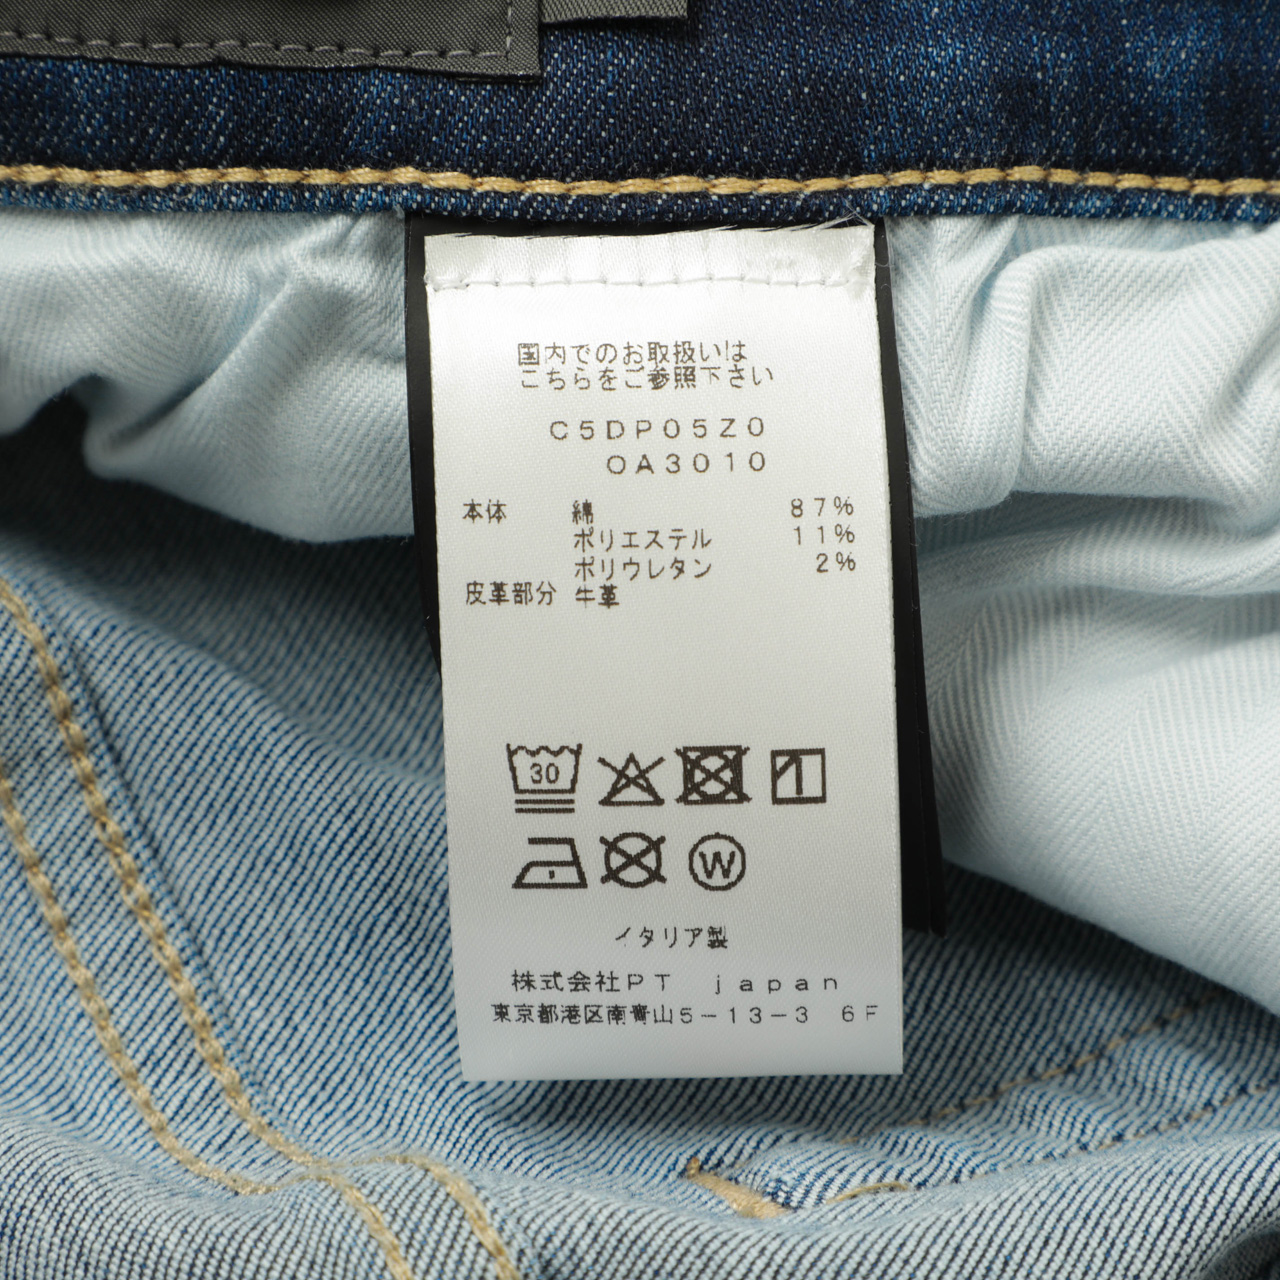 国内でのお取扱いは
こちらをご参照下さい
C5DP05Z0
OA3010
本体 綿 87%
ポリエステル 11%
ポリウレタン 2%
皮革部分 牛革
30
W
イタリア製
株式会社PT japan
東京都港区南青山5-13-3 6F